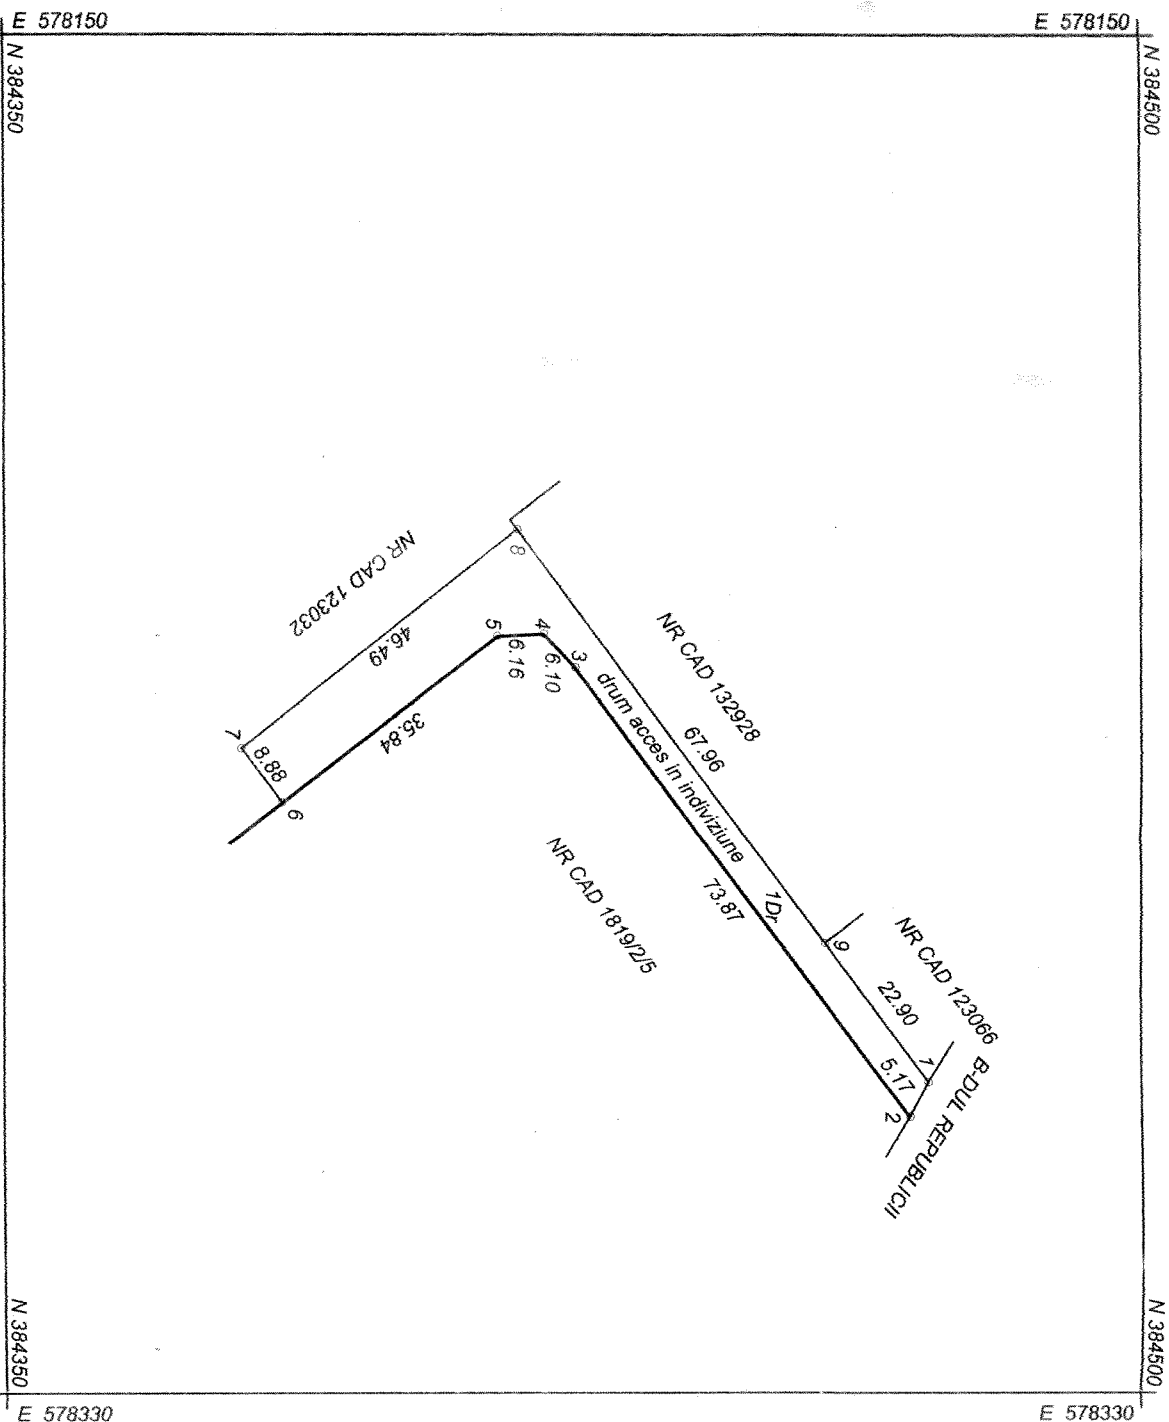 E 578150
E 578150
N 384350
N 384500
NR CAD 123032
8
46.49
5
4
3
6.16
6.10
NR CAD 132928
67.96
drum acces in indiviziune
35.84
7
8.88
6
NR CAD 1819/2/5
73.87
1Dr
9
NR CAD 123066
22.90
1
5.17
2
B-DUL REPUBLICII
N 384350
N 384500
E 578330
E 578330